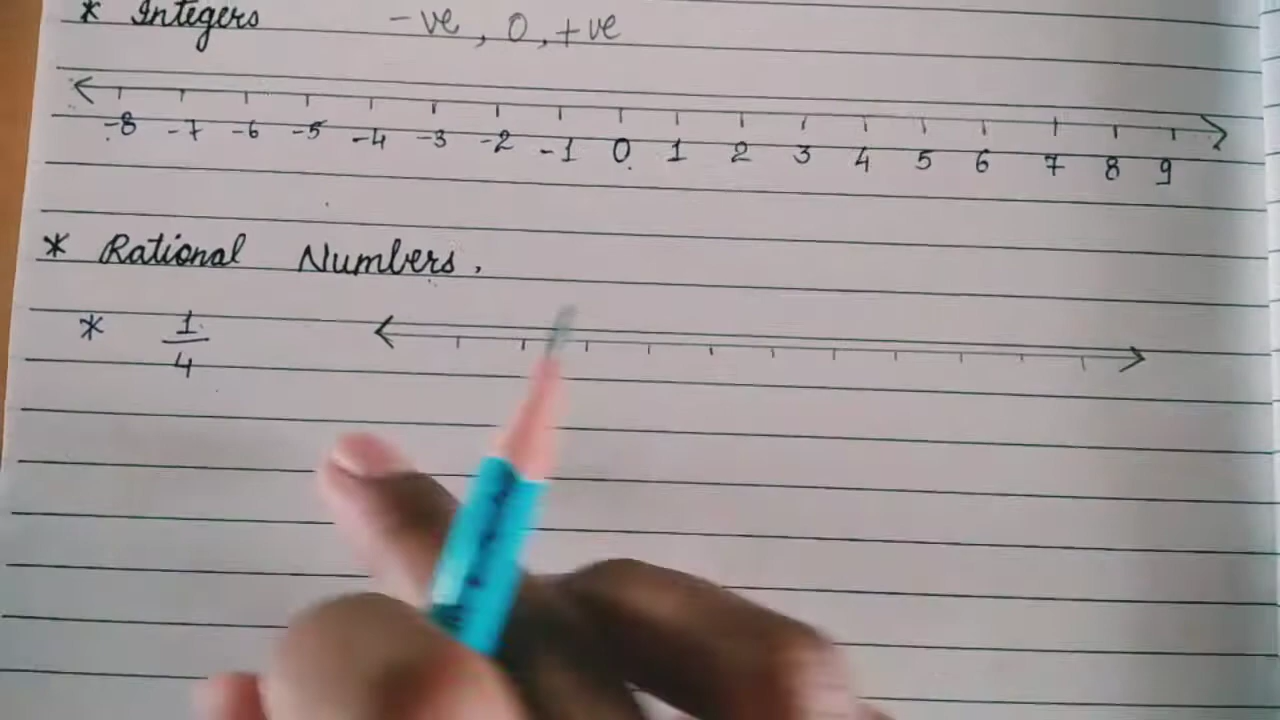 * Integers -ve, 0, +ve
-8 -7 -6 -5 -4 -3 -2 -1 0 1 2 3 4 5 6 7 8 9
* Rational Numbers.
* 1/4